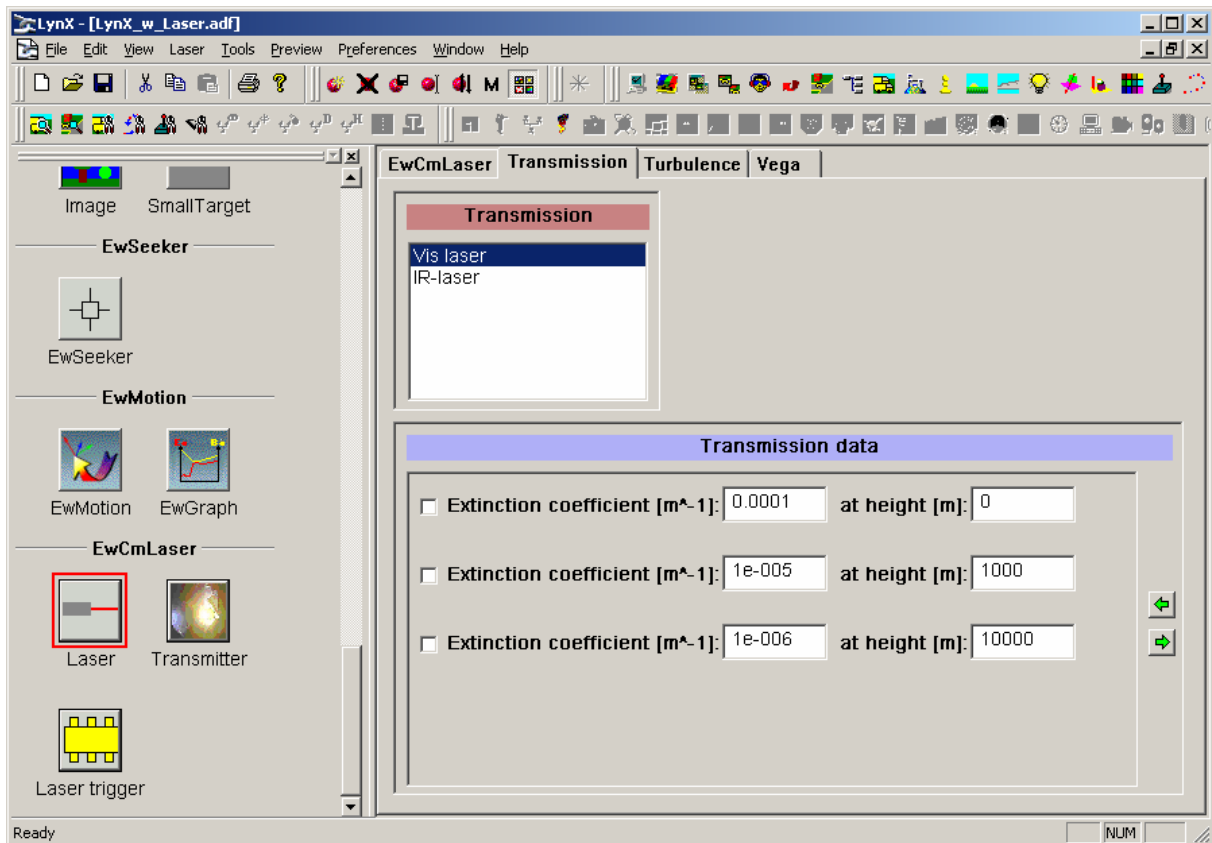 LynX - [LynX_w_Laser.adf]
File Edit View Laser Tools Preview Preferences Window Help
M
Image SmallTarget
EwSeeker
EwSeeker
EwMotion
EwMotion EwGraph
EwCmLaser
Laser Transmitter
Laser trigger
EwCmLaser Transmission Turbulence Vega
Transmission
Vis laser
IR-laser
Transmission data
Extinction coefficient [m^-1]: 0.0001 at height [m]: 0
Extinction coefficient [m^-1]: 1e-005 at height [m]: 1000
Extinction coefficient [m^-1]: 1e-006 at height [m]: 10000
Ready NUM